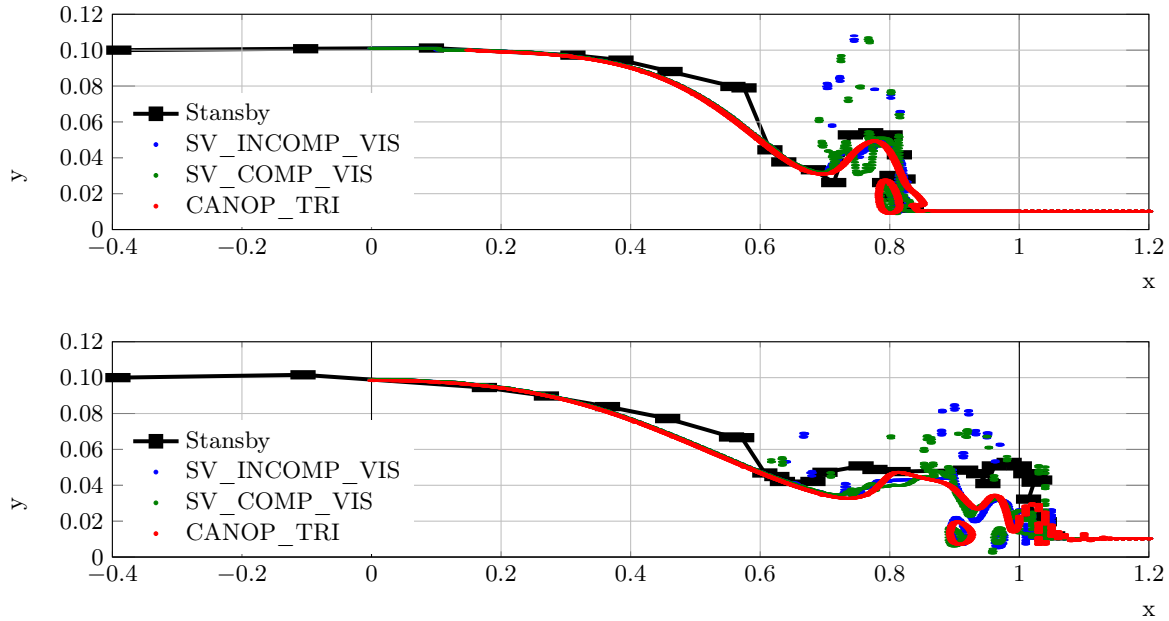 0.12
0.10
0.08
0.06
0.04
0.02
0
y
Stansby
SV_INCOMP_VIS
SV_COMP_VIS
CANOP_TRI
−0.4 −0.2 0 0.2 0.4 0.6 0.8 1 1.2
x
0.12
0.10
0.08
0.06
0.04
0.02
0
y
Stansby
SV_INCOMP_VIS
SV_COMP_VIS
CANOP_TRI
−0.4 −0.2 0 0.2 0.4 0.6 0.8 1 1.2
x